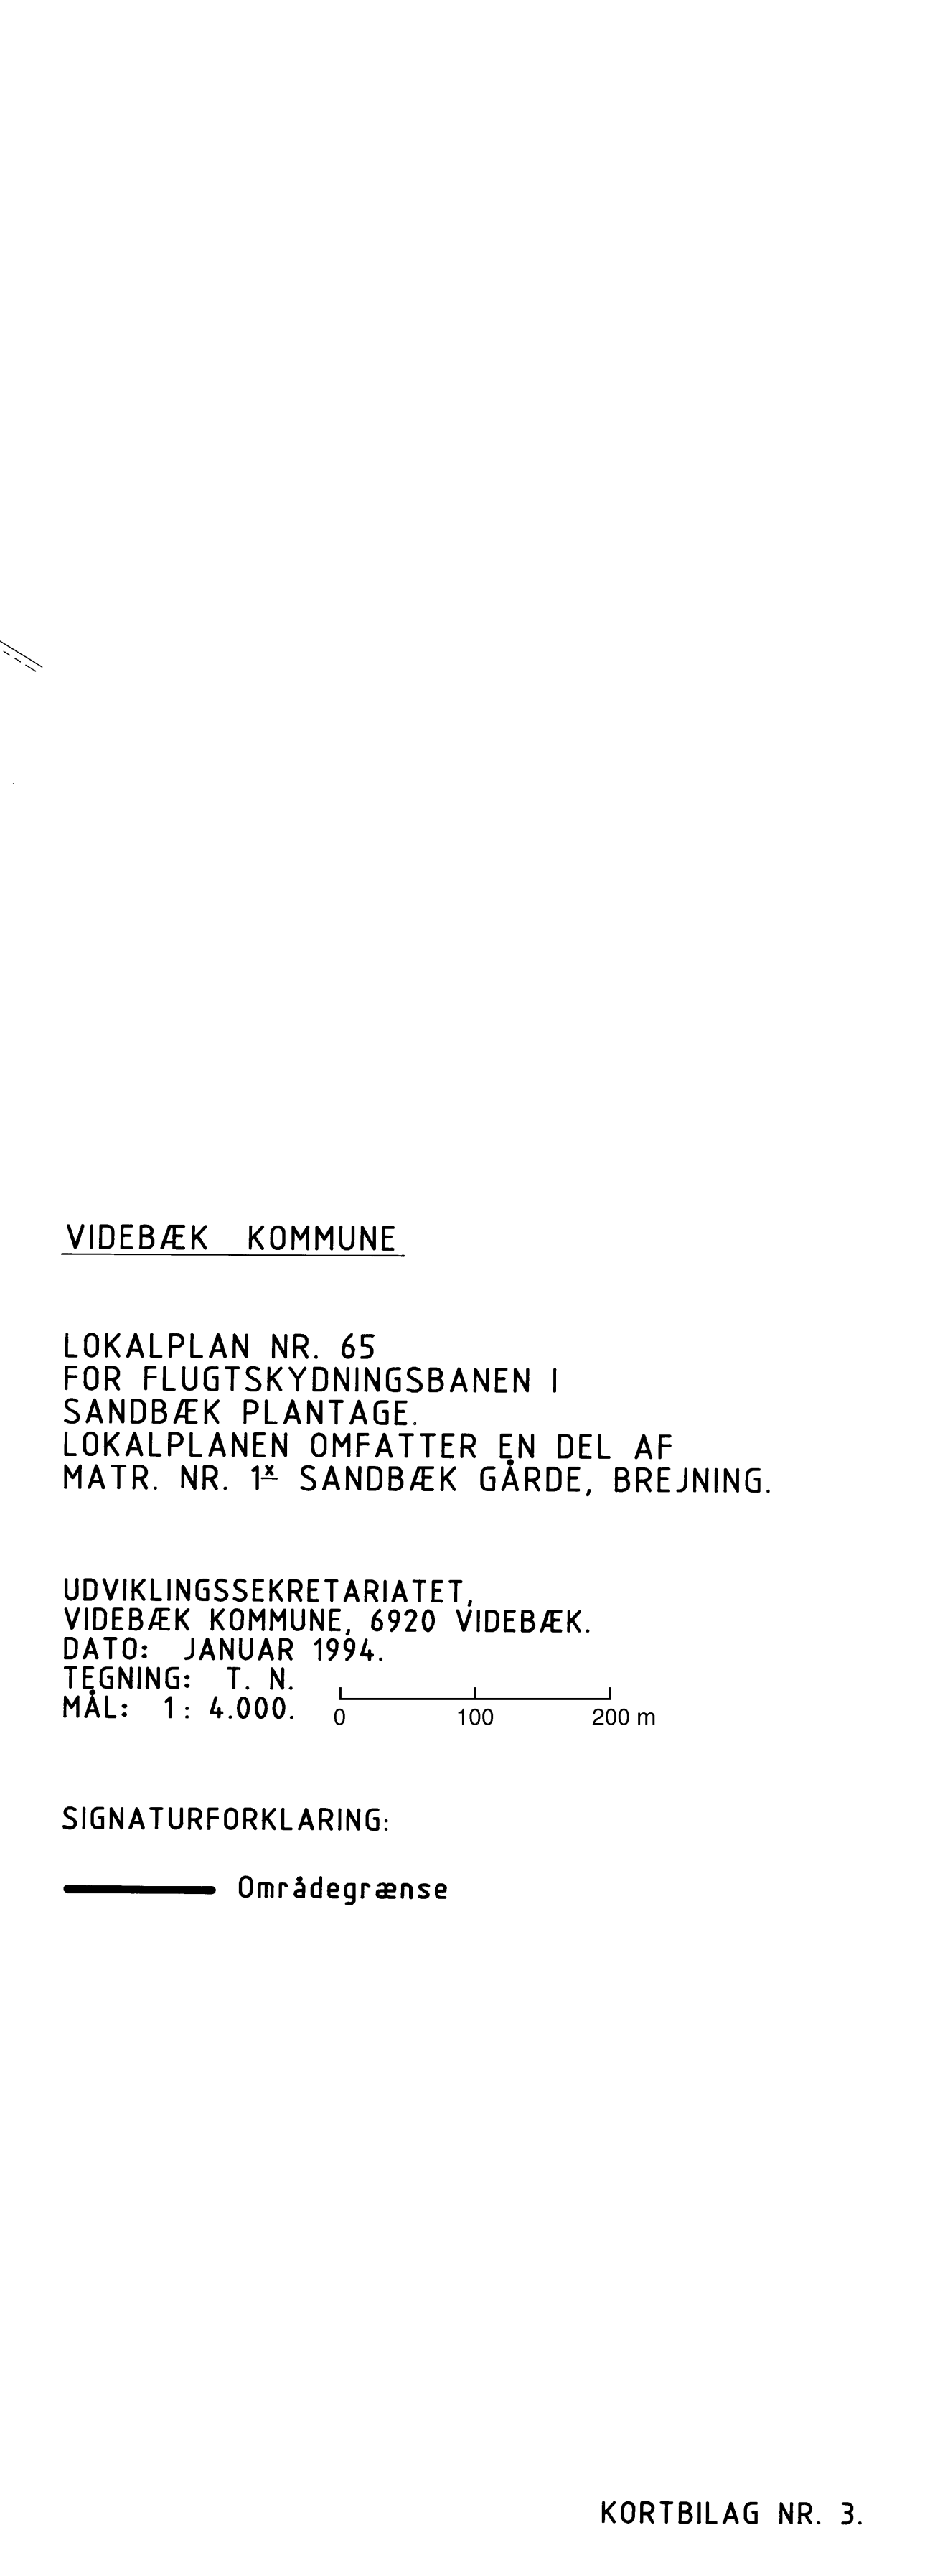 VIDEBÆK KOMMUNE
LOKALPLAN NR. 65
FOR FLUGTSKYDNINGSBANEN I
SANDBÆK PLANTAGE.
LOKALPLANEN OMFATTER EN DEL AF
MATR. NR. 1x SANDBÆK GÅRDE, BREJNING.
UDVIKLINGSSEKRETARIATET,
VIDEBÆK KOMMUNE, 6920 VIDEBÆK.
DATO: JANUAR 1994.
TEGNING: T. N.
MÅL: 1: 4.000.
0 100 200 m
SIGNATURFORKLARING:
Områdegrænse
KORTBILAG NR. 3.